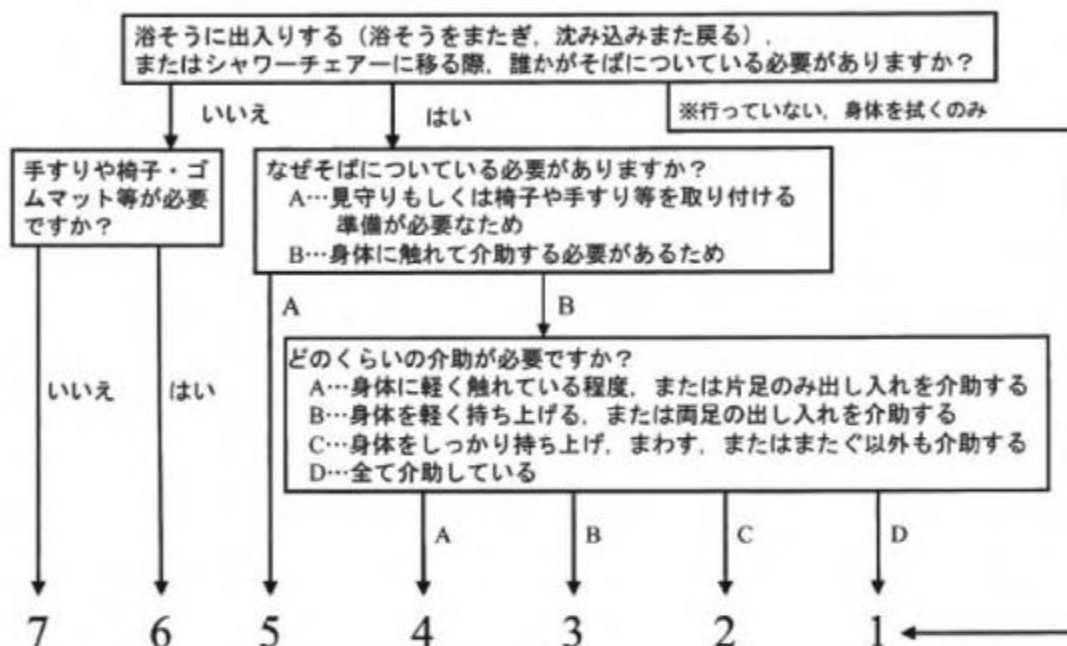 浴そうに出入りする（浴そうをまたぎ，沈み込みまた戻る），
またはシャワーチェアーに移る際，誰かがそばについている必要がありますか？
いいえ
はい
※行っていない，身体を拭くのみ
手すりや椅子・ゴ
ムマット等が必要
ですか？
なぜそばについている必要がありますか？
A…見守りもしくは椅子や手すり等を取り付ける
準備が必要なため
B…身体に触れて介助する必要があるため
A
B
どのくらいの介助が必要ですか？
A…身体に軽く触れている程度，または片足のみ出し入れを介助する
B…身体を軽く持ち上げる，または両足の出し入れを介助する
C…身体をしっかり持ち上げ，まわす，またはまたぐ以外も介助する
D…全て介助している
いいえ
はい
A
B
C
D
7
6
5
4
3
2
1